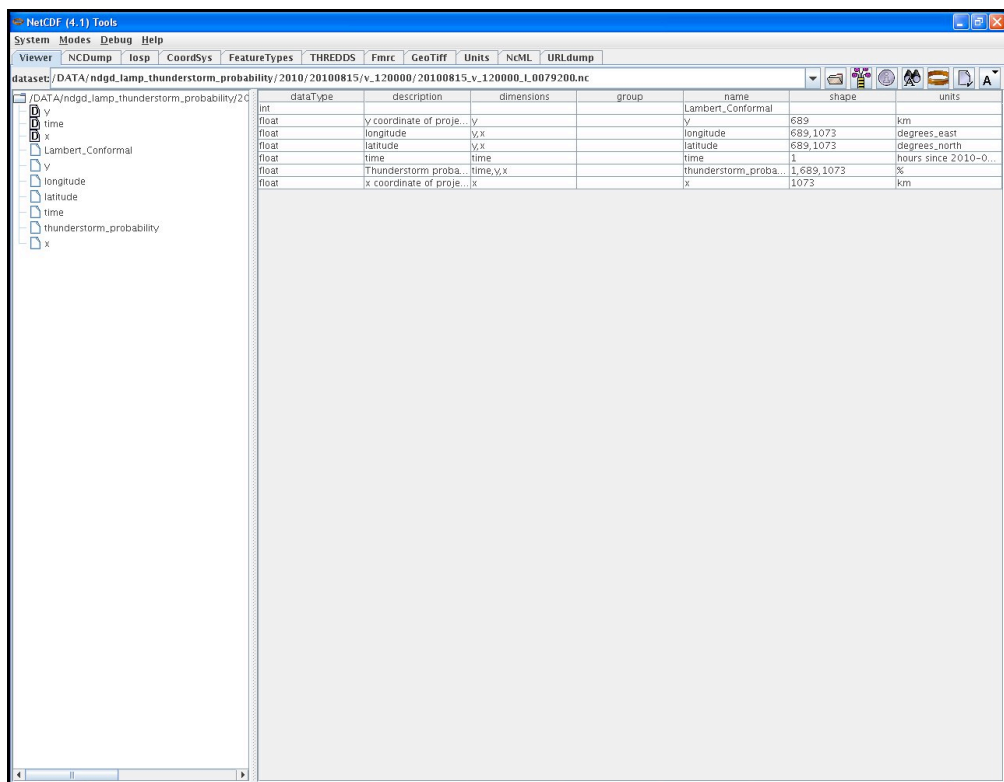 NetCDF (4.1) Tools
System Modes Debug Help
Viewer NCDump Iosp CoordSys FeatureTypes THREDDS Fmrc GeoTiff Units NcML URLdump
dataset: /DATA/ndgd_lamp_thunderstorm_probability/2010/20100815/v_120000/20100815_v_120000_l_0079200.nc A
/DATA/ndgd_lamp_thunderstorm_probability/20
D y
D time
D x
Lambert_Conformal
y
longitude
latitude
time
thunderstorm_probability
x
dataType description dimensions group name shape units
int Lambert_Conformal
float y coordinate of proje... y y 689 km
float longitude y,x longitude 689,1073 degrees_east
float latitude y,x latitude 689,1073 degrees_north
float time time time 1 hours since 2010-0...
float Thunderstorm proba... time,y,x thunderstorm_proba... 1,689,1073 %
float x coordinate of proje... x x 1073 km